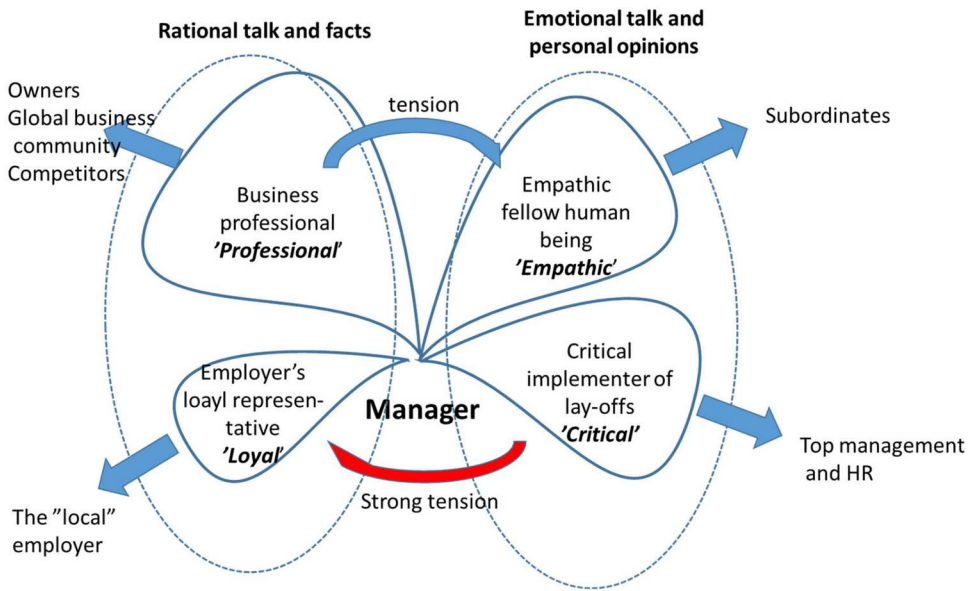 Rational talk and facts
Emotional talk and
personal opinions
Owners
Global business
community
Competitors
tension
Subordinates
Business
professional
’Professional’
Empathic
fellow human
being
’Empathic’
Employer’s
loayl represen-
tative
’Loyal’
Manager
Critical
implementer of
lay-offs
’Critical’
Strong tension
The ”local”
employer
Top management
and HR